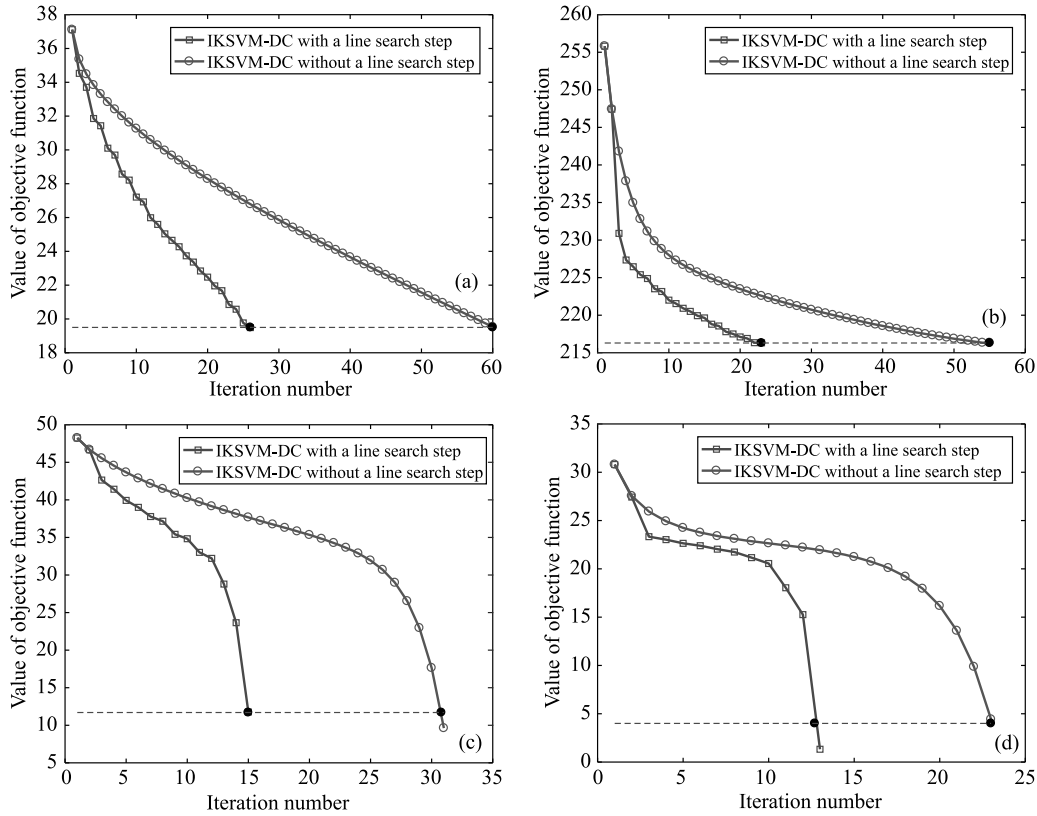 38
36
34
32
30
28
26
24
22
20
18
Value of objective function
IKSVM-DC with a line search step
IKSVM-DC without a line search step
(a)
0 10 20 30 40 50 60
Iteration number
260
255
250
245
240
235
230
225
220
215
Value of objective function
IKSVM-DC with a line search step
IKSVM-DC without a line search step
(b)
0 10 20 30 40 50 60
Iteration number
50
45
40
35
30
25
20
15
10
5
Value of objective function
IKSVM-DC with a line search step
IKSVM-DC without a line search step
(c)
0 5 10 15 20 25 30 35
Iteration number
35
30
25
20
15
10
5
0
Value of objective function
IKSVM-DC with a line search step
IKSVM-DC without a line search step
(d)
0 5 10 15 20 25
Iteration number